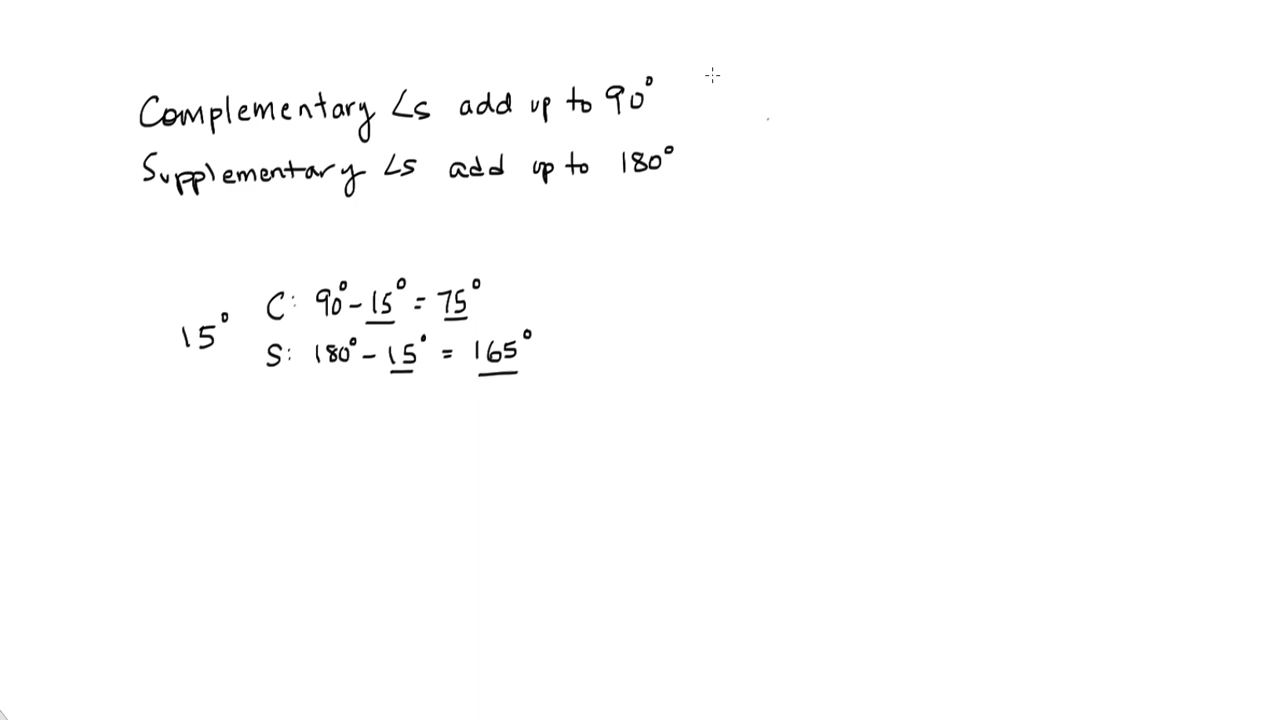 Complementary ∠s add up to 90°
Supplementary ∠s add up to 180°
15°
C: 90° - 15° = 75°
S: 180° - 15° = 165°